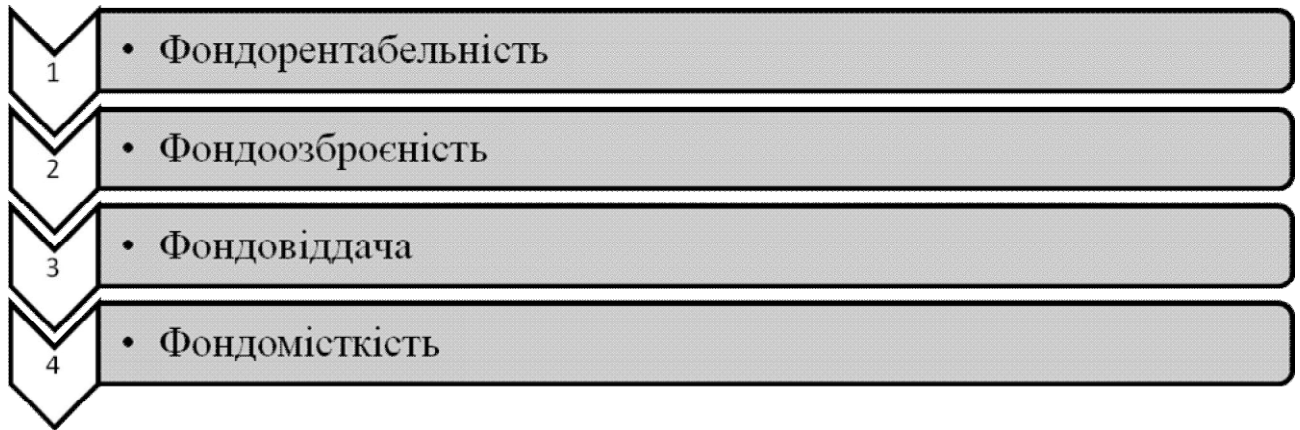 1
• Фондорентабельність
2
• Фондоозброєність
3
• Фондовіддача
4
• Фондомісткість